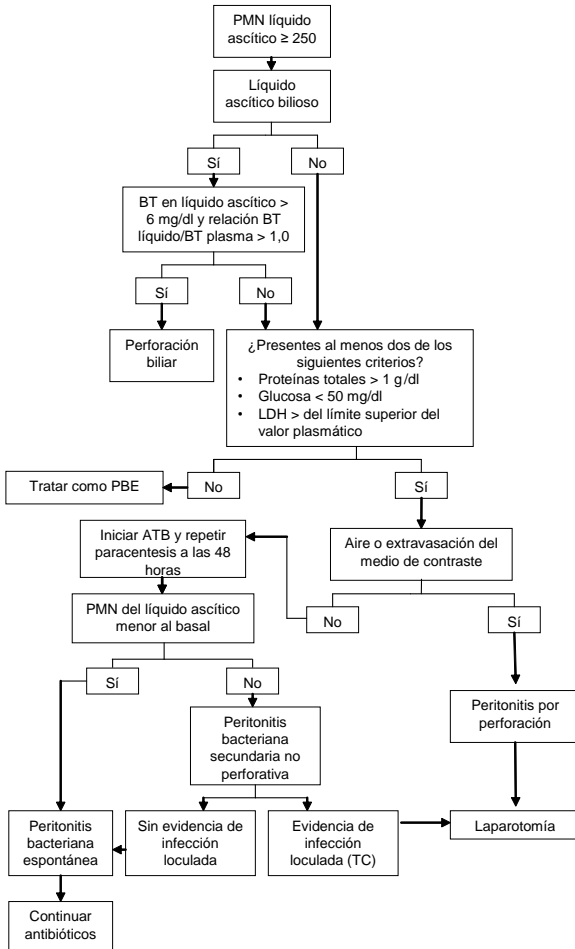 PMN líquido
ascítico ≥ 250
Líquido
ascítico bilioso
Sí
No
BT en líquido ascítico >
6 mg/dl y relación BT
líquido/BT plasma > 1,0
Sí
No
Perforación
biliar
¿Presentes al menos dos de los
siguientes criterios?
• Proteínas totales > 1 g/dl
• Glucosa < 50 mg/dl
• LDH > del límite superior del
valor plasmático
Tratar como PBE
No
Sí
Iniciar ATB y repetir
paracentesis a las 48
horas
Aire o extravasación del
medio de contraste
No
Sí
PMN del líquido ascítico
menor al basal
Sí
No
Peritonitis por
perforación
Peritonitis
bacteriana
secundaria no
perforativa
Peritonitis
bacteriana
espontánea
Sin evidencia de
infección
loculada
Evidencia de
infección
loculada (TC)
Laparotomía
Continuar
antibióticos